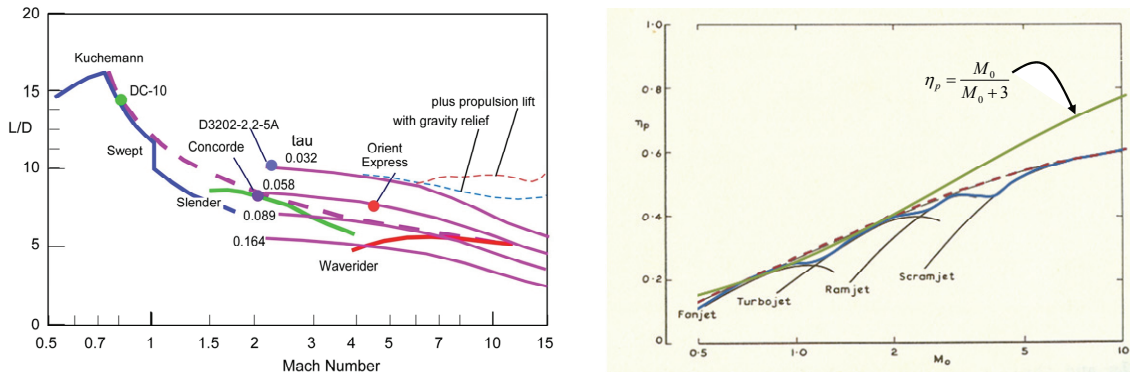 20
15
10
5
0
L/D
0.5 0.7 1 1.5 2 3 4 5 7 10 15
Mach Number
Kuchemann
DC-10
Swept
Slender
D3202-2.2-5A
Concorde
tau
0.032
0.058
0.089
0.164
Orient
Express
plus propulsion lift
with gravity relief
Waverider
1·0
0·8
0·6
0·4
0·2
0
ηp
0·5 1·0 2 5 10
M₀
ηp = M₀ / (M₀ + 3)
Fanjet
Turbojet
Ramjet
Scramjet